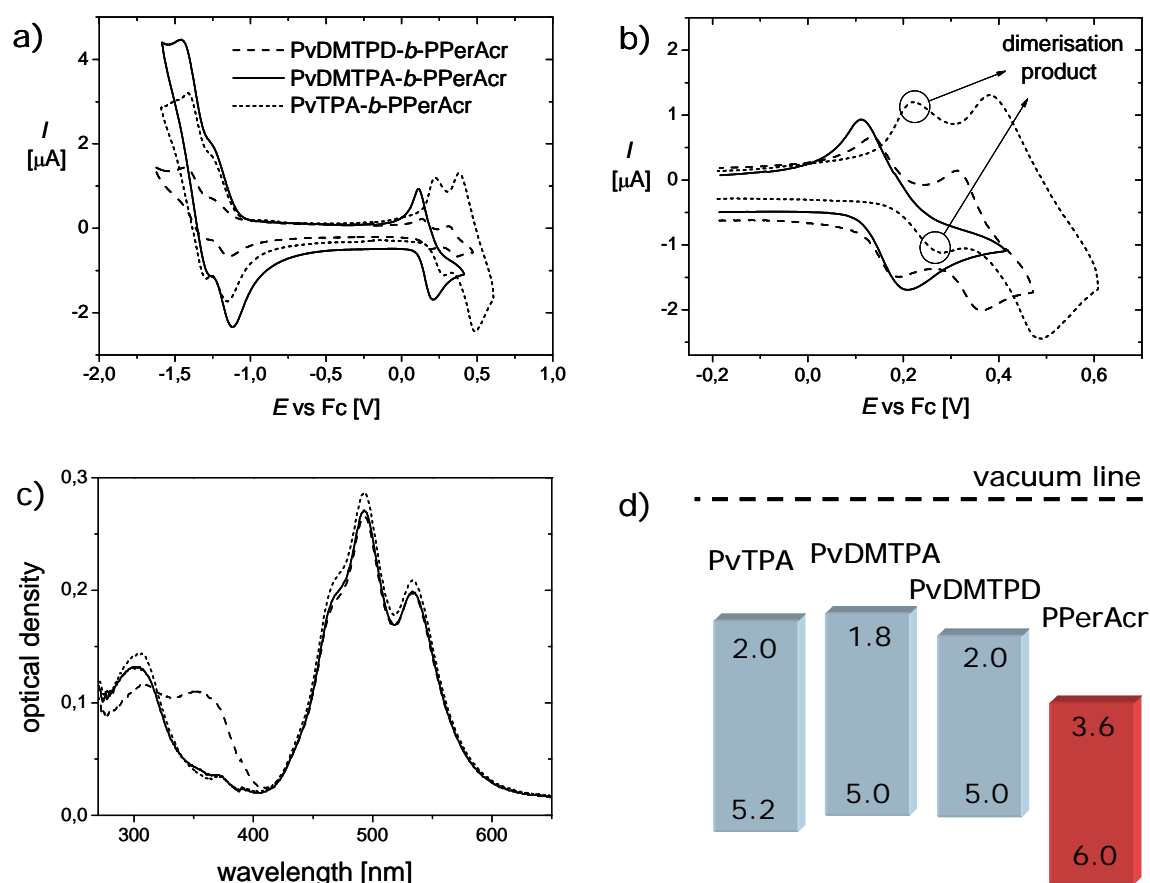 a)
PvDMTPD-b-PPerAcr
PvDMTPA-b-PPerAcr
PvTPA-b-PPerAcr
I
[µA]
4
2
0
-2
-2,0
-1,5
-1,0
-0,5
0,0
0,5
1,0
E vs Fc [V]
b)
dimerisation
product
I
[µA]
2
1
0
-1
-2
-0,2
0,0
0,2
0,4
0,6
E vs Fc [V]
c)
optical density
0,3
0,2
0,1
0,0
300
400
500
600
wavelength [nm]
vacuum line
d)
PvTPA
PvDMTPA
PvDMTPD
PPerAcr
2.0
1.8
2.0
3.6
5.2
5.0
5.0
6.0